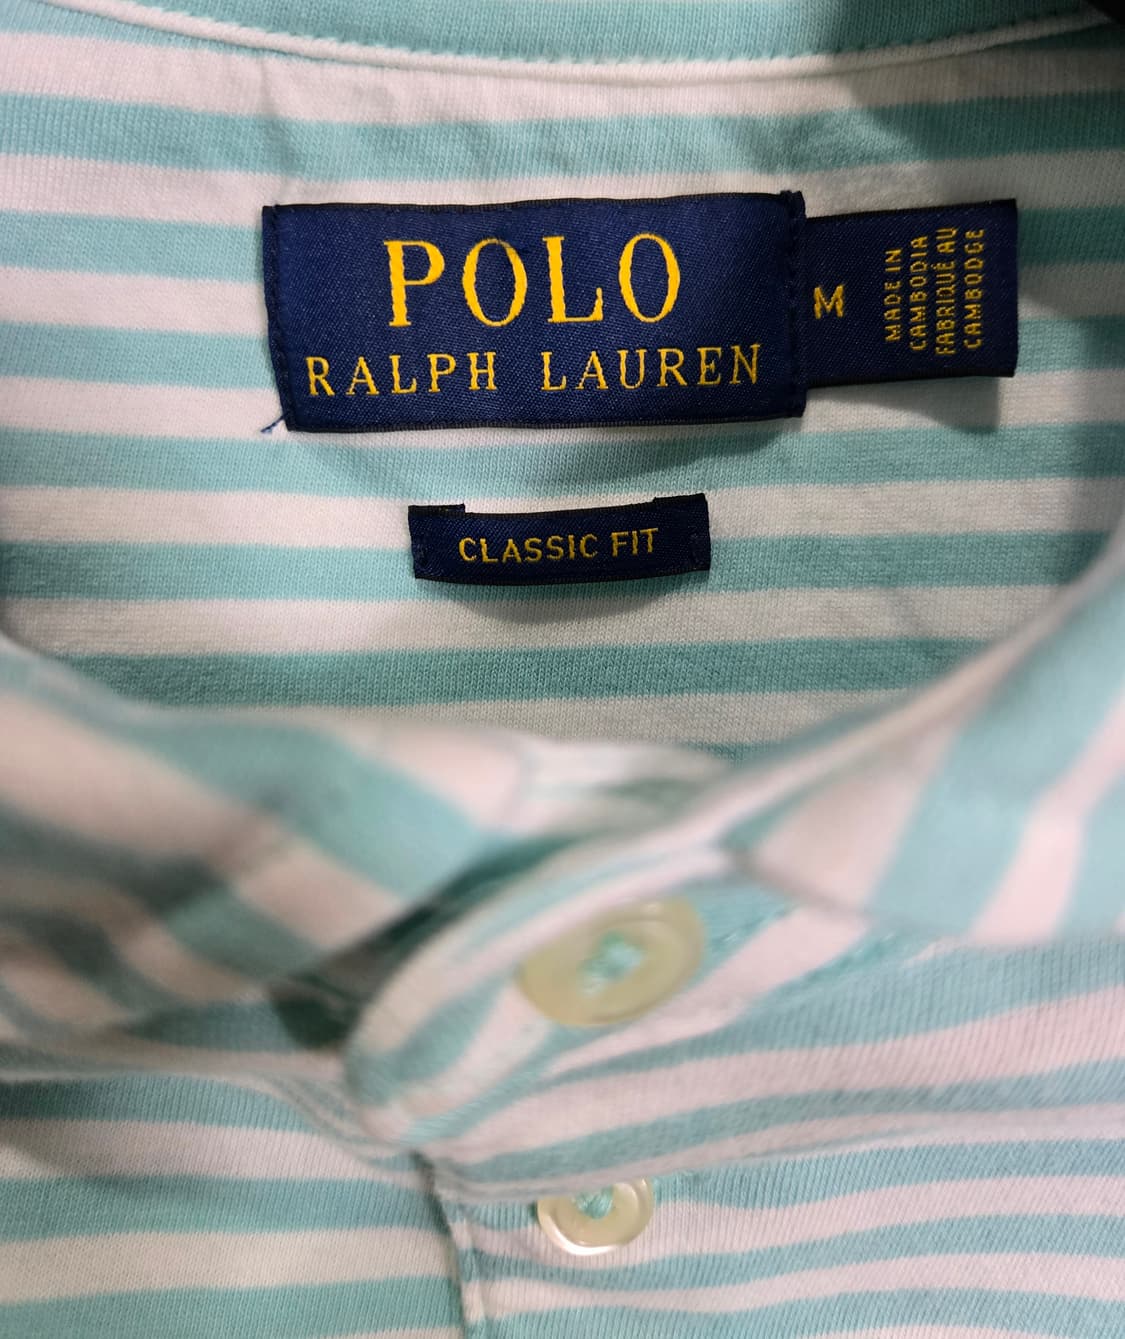 POLO
RALPH LAUREN
M
MADE IN
CAMBODIA
FABRIQUÉ AU
CAMBODGE
CLASSIC FIT